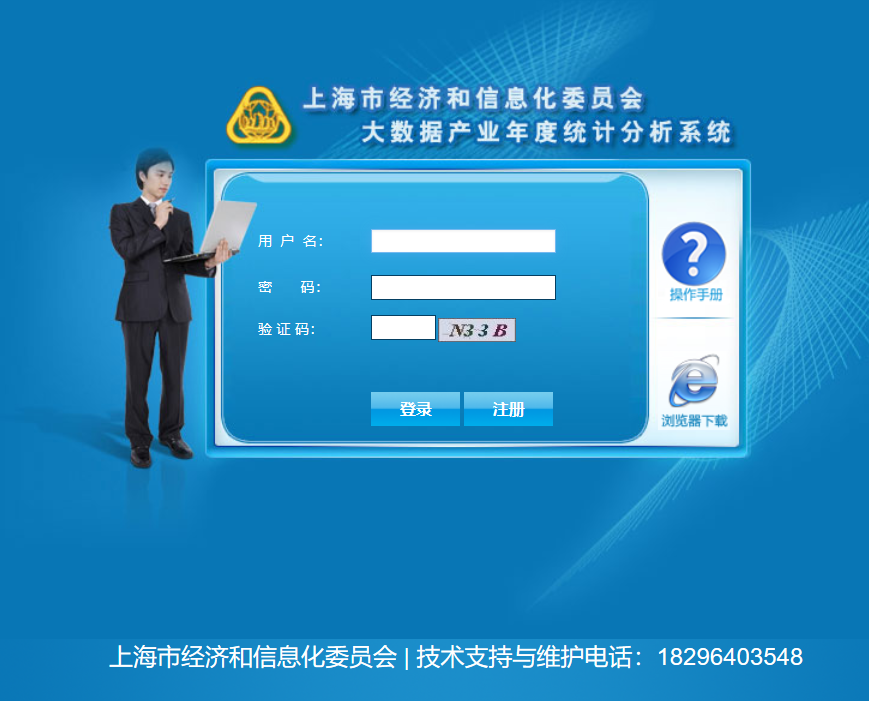 上海市经济和信息化委员会
大数据产业年度统计分析系统
用 户 名：
密 码：
验 证 码：
N33B
登录 注册
操作手册
浏览器下载
上海市经济和信息化委员会 | 技术支持与维护电话：18296403548